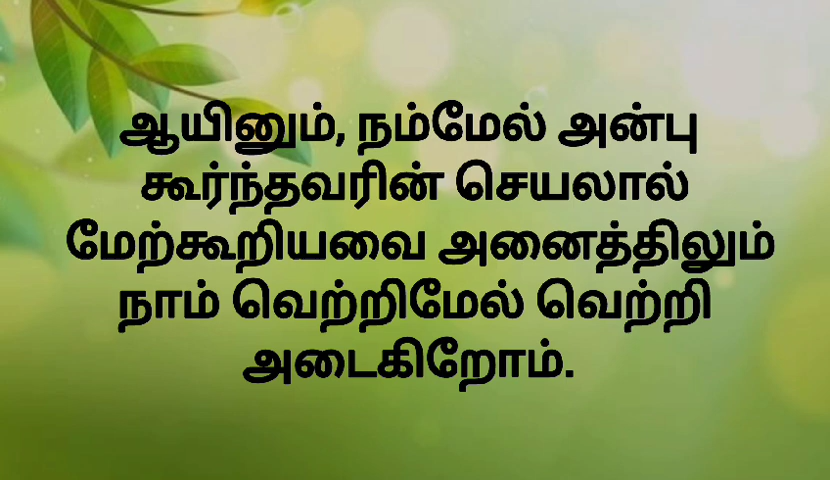 ஆயினும், நம்மேல் அன்பு
கூர்ந்தவரின் செயலால்
மேற்கூறியவை அனைத்திலும்
நாம் வெற்றிமேல் வெற்றி
அடைகிறோம்.